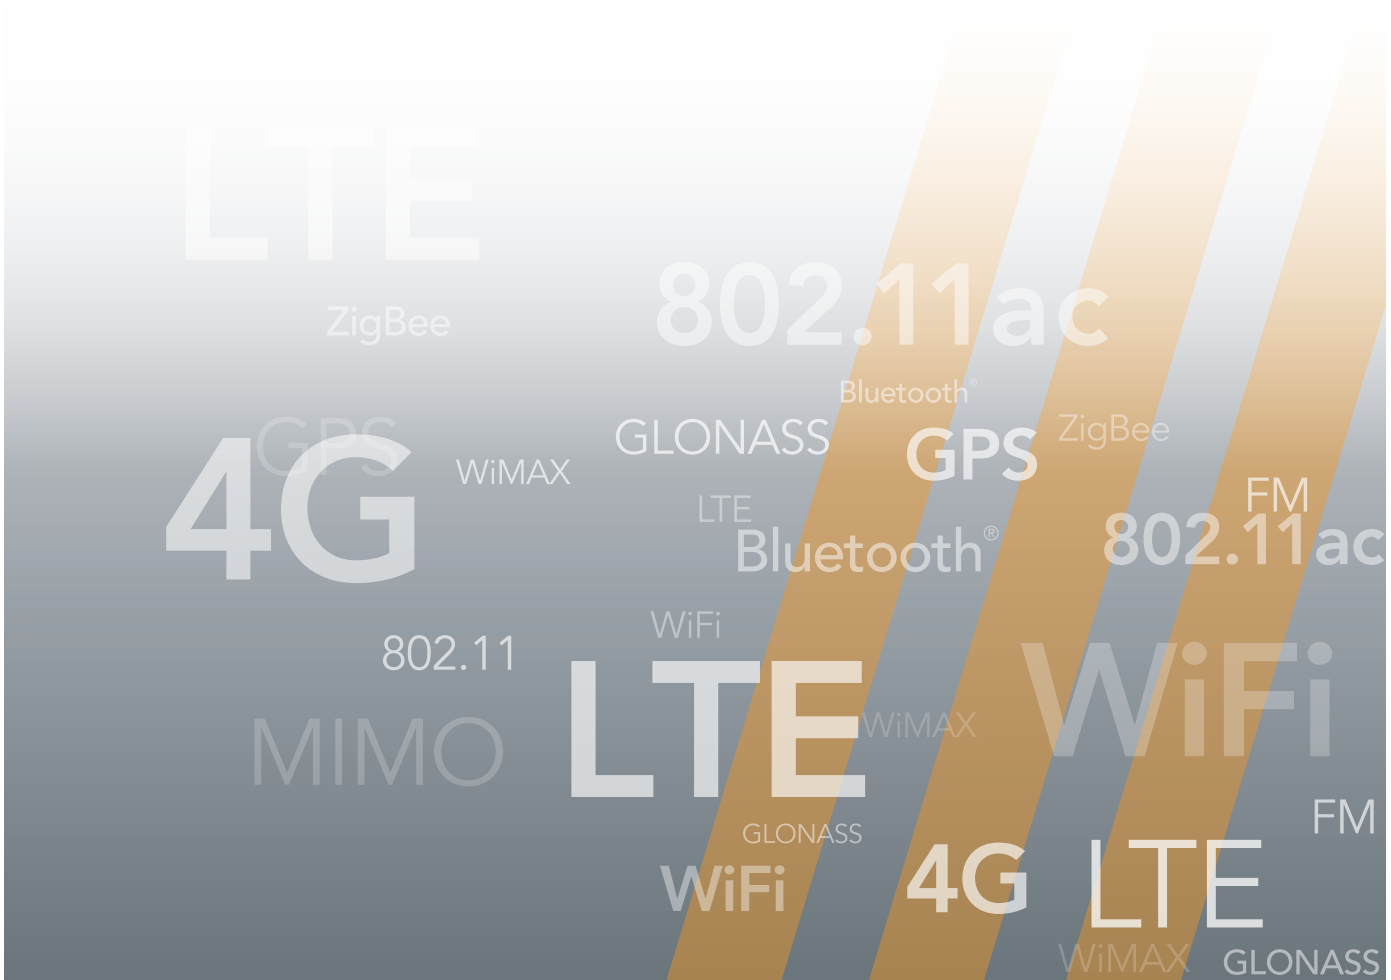 LTE
802.11ac
ZigBee
Bluetooth®
GPS
GLONASS
GPS
ZigBee
4G
WiMAX
FM
LTE
Bluetooth®
802.11ac
WiFi
802.11
LTE
WiFi
MIMO
WiMAX
FM
GLONASS
WiFi
4G
LTE
WiMAX
GLONASS